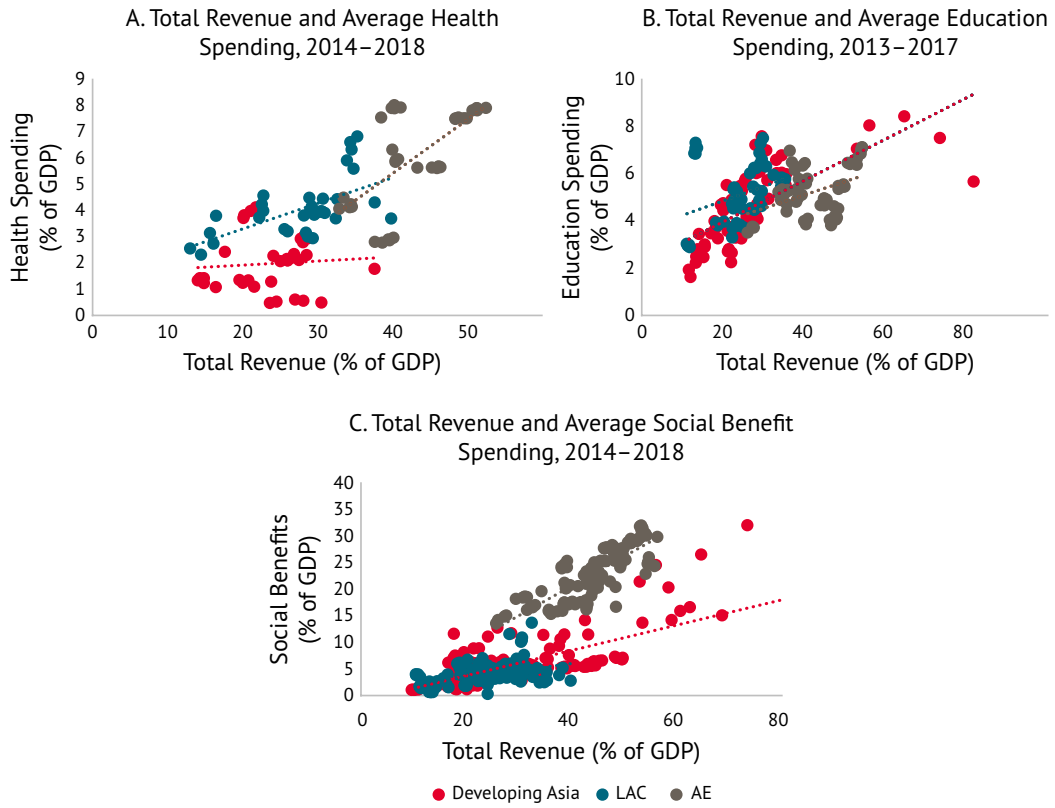 A. Total Revenue and Average Health
Spending, 2014–2018
Health Spending
(% of GDP)
9
8
7
6
5
4
3
2
1
0
0
10
20
30
40
50
Total Revenue (% of GDP)
B. Total Revenue and Average Education
Spending, 2013–2017
Education Spending
(% of GDP)
10
8
6
4
2
0
0
20
40
60
80
Total Revenue (% of GDP)
C. Total Revenue and Average Social Benefit
Spending, 2014–2018
Social Benefits
(% of GDP)
40
35
30
25
20
15
10
5
0
0
20
40
60
80
Total Revenue (% of GDP)
Developing Asia LAC AE